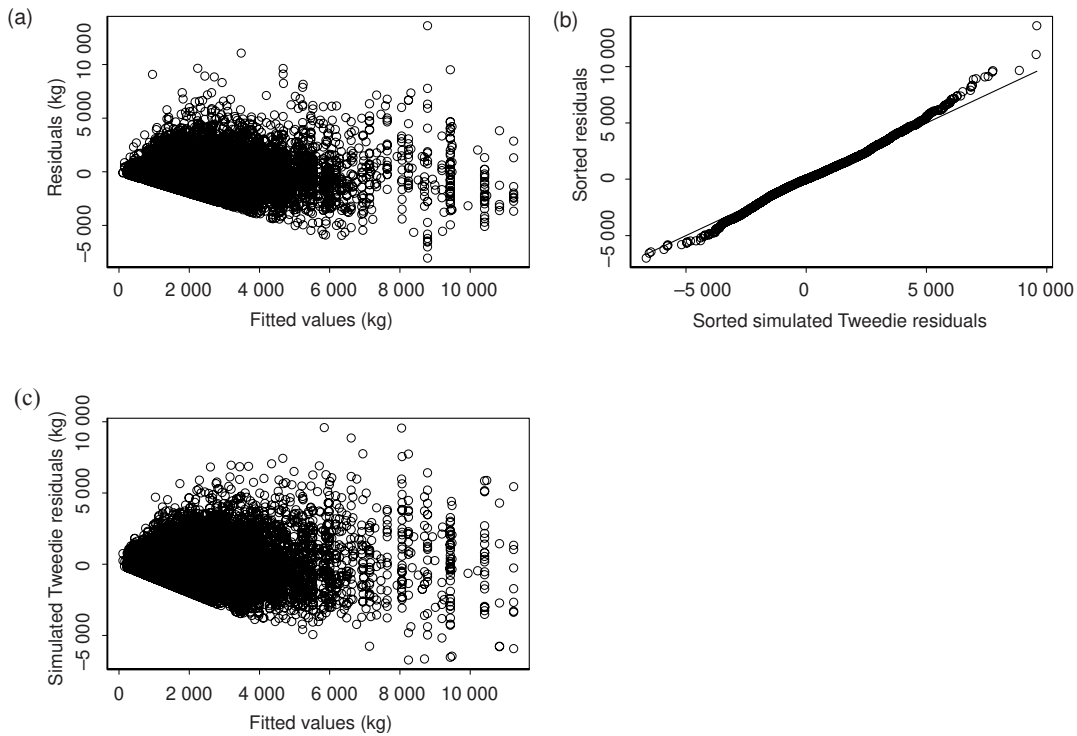 (a)
Residuals (kg)
10 000
5 000
0
−5 000
0 2 000 4 000 6 000 8 000 10 000
Fitted values (kg)
(b)
Sorted residuals
10 000
5 000
0
−5 000
−5 000 0 5 000 10 000
Sorted simulated Tweedie residuals
(c)
Simulated Tweedie residuals (kg)
10 000
5 000
0
−5 000
0 2 000 4 000 6 000 8 000 10 000
Fitted values (kg)